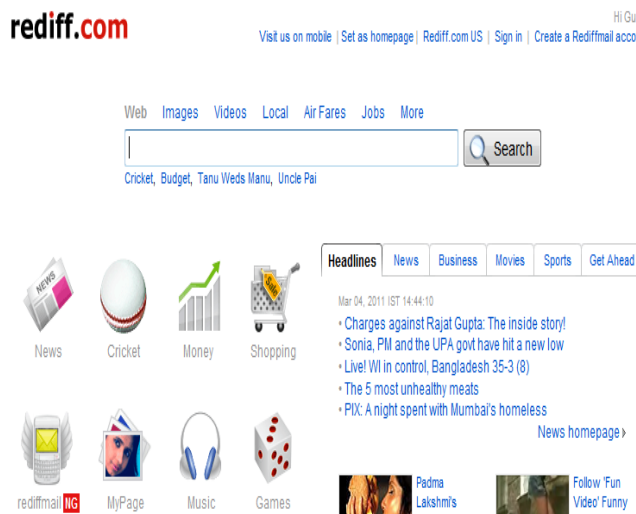 rediff.com
Hi Gu
Visit us on mobile | Set as homepage | Rediff.com US | Sign in | Create a Rediffmail acco
Web Images Videos Local Air Fares Jobs More
Search
Cricket, Budget, Tanu Weds Manu, Uncle Pai
NEWS
Sale
News Cricket Money Shopping
rediffmail NG MyPage Music Games
Headlines News Business Movies Sports Get Ahead
Mar 04, 2011 IST 14:44:10
• Charges against Rajat Gupta: The inside story!
• Sonia, PM and the UPA govt have hit a new low
• Live! WI in control, Bangladesh 35-3 (8)
• The 5 most unhealthy meats
• PIX: A night spent with Mumbai's homeless
News homepage ›
Padma
Lakshmi's
Follow 'Fun
Video' Funny